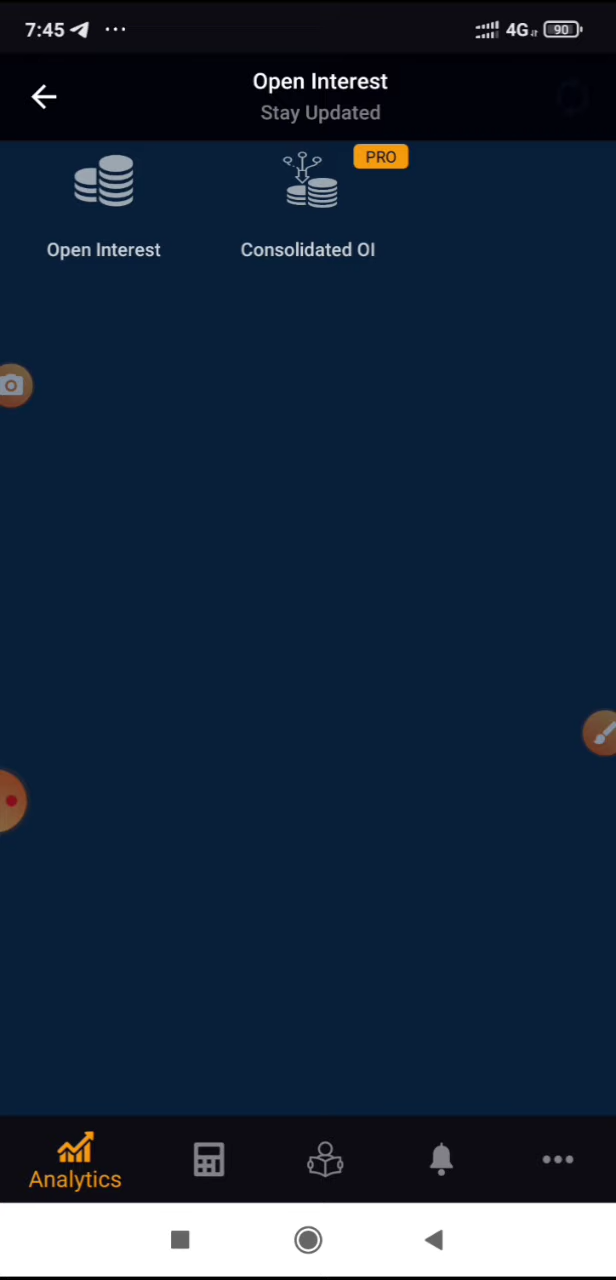 7:45
4G
90
Open Interest
Stay Updated
PRO
Open Interest
Consolidated OI
Analytics